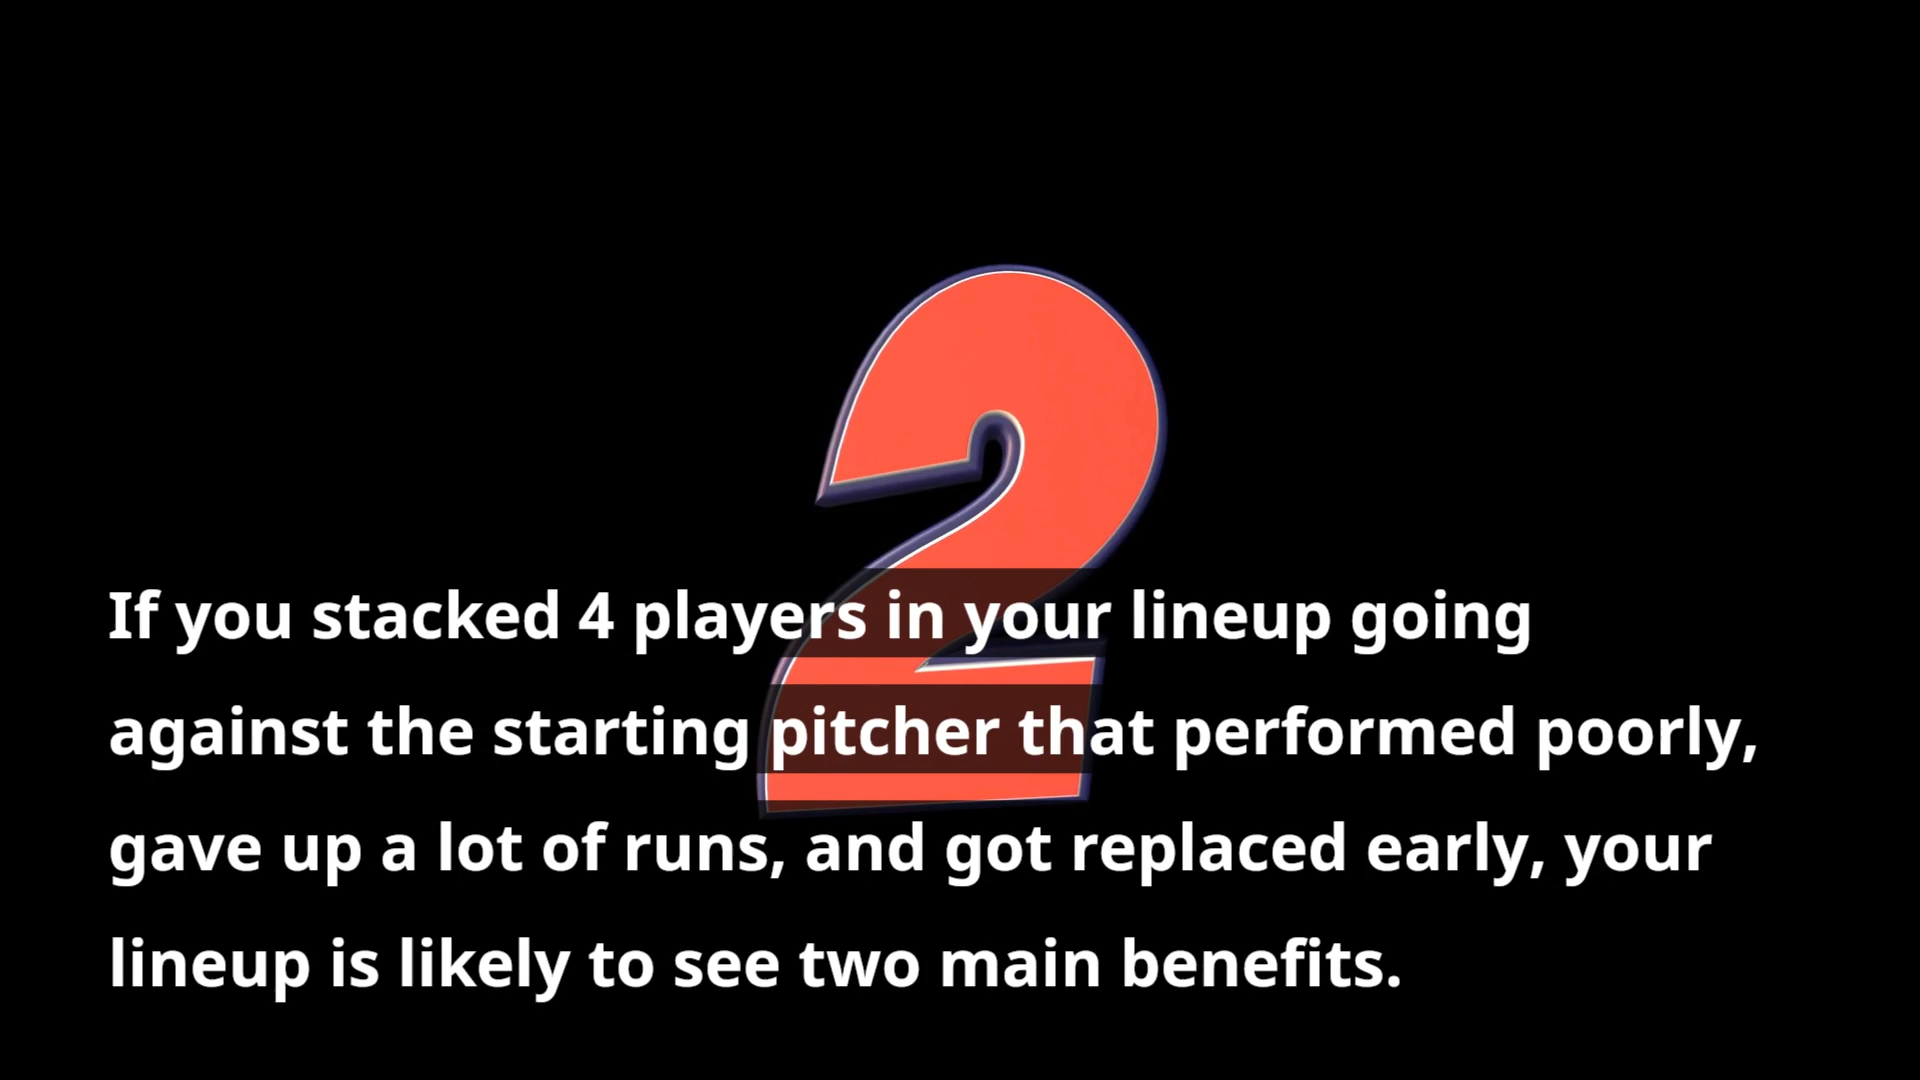 2
If you stacked 4 players in your lineup going
against the starting pitcher that performed poorly,
gave up a lot of runs, and got replaced early, your
lineup is likely to see two main benefits.